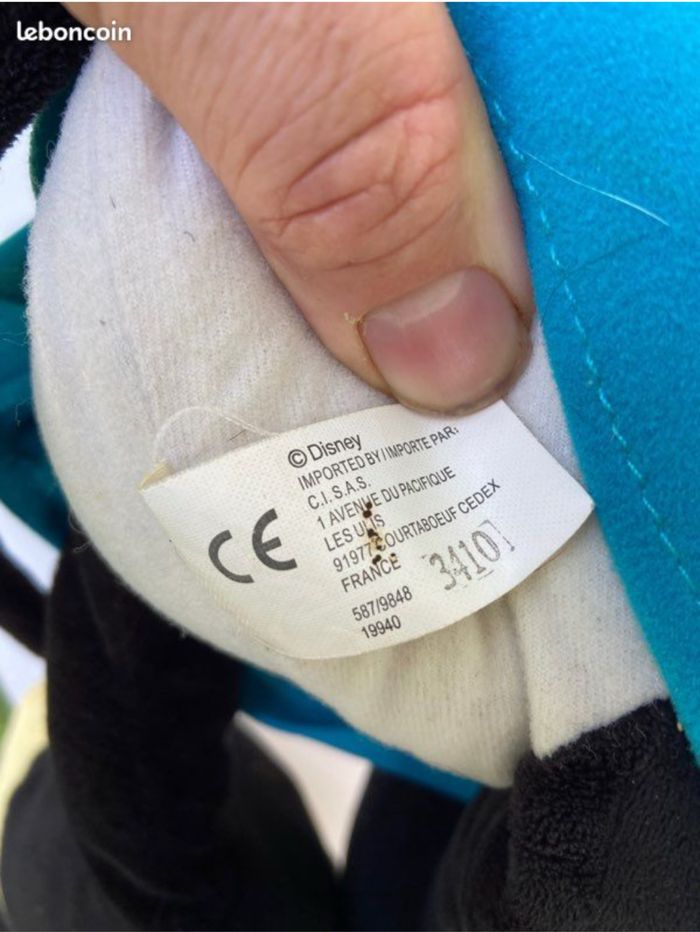 leboncoin
© Disney
IMPORTED BY / IMPORTE PAR:
C.I.S.A.S.
1 AVENUE DU PACIFIQUE
LES ULIS
91977 COURTABOEUF CEDEX
FRANCE
587/9848
19940
CE
3410